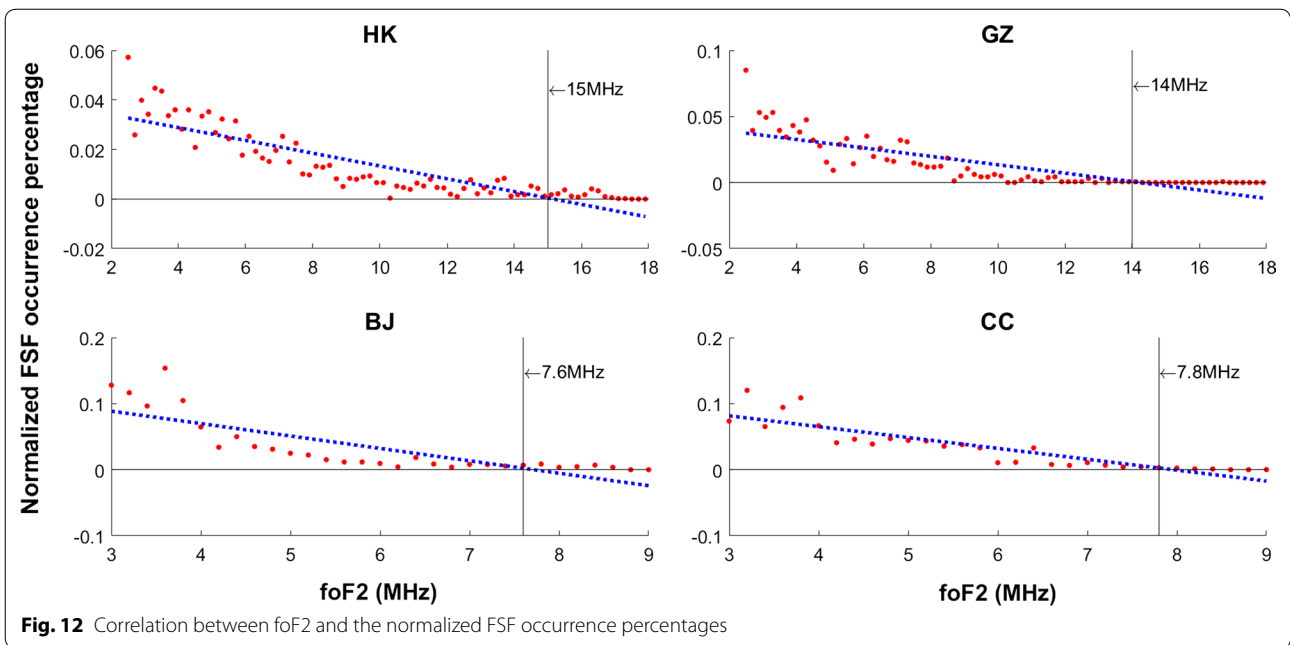 HK
GZ
Normalized FSF occurrence percentage
0.06
0.04
0.02
0
-0.02
←15MHz
2 4 6 8 10 12 14 16 18
0.1
0.05
0
-0.05
←14MHz
2 4 6 8 10 12 14 16 18
BJ
CC
0.2
0.1
0
-0.1
←7.6MHz
3 4 5 6 7 8 9
0.2
0.1
0
-0.1
←7.8MHz
3 4 5 6 7 8 9
foF2 (MHz)
foF2 (MHz)
Fig. 12 Correlation between foF2 and the normalized FSF occurrence percentages